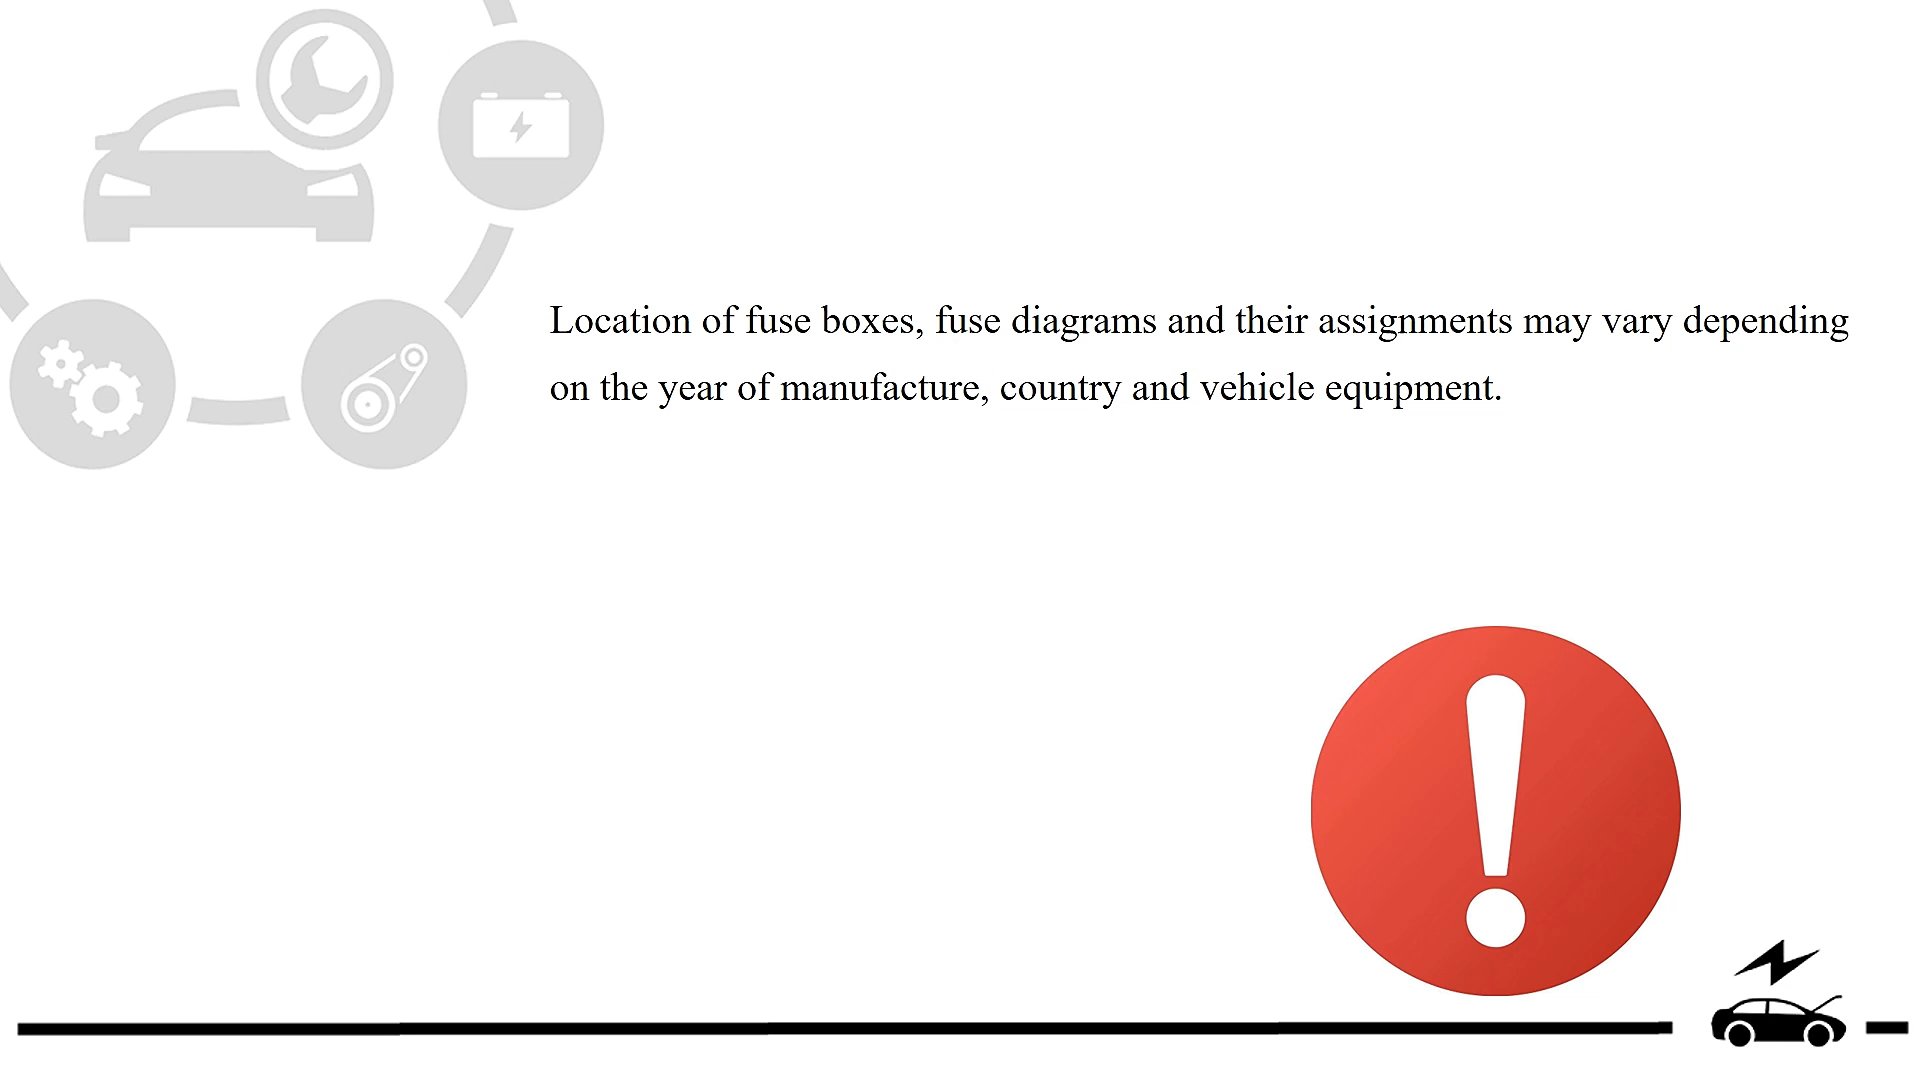 Location of fuse boxes, fuse diagrams and their assignments may vary depending
on the year of manufacture, country and vehicle equipment.